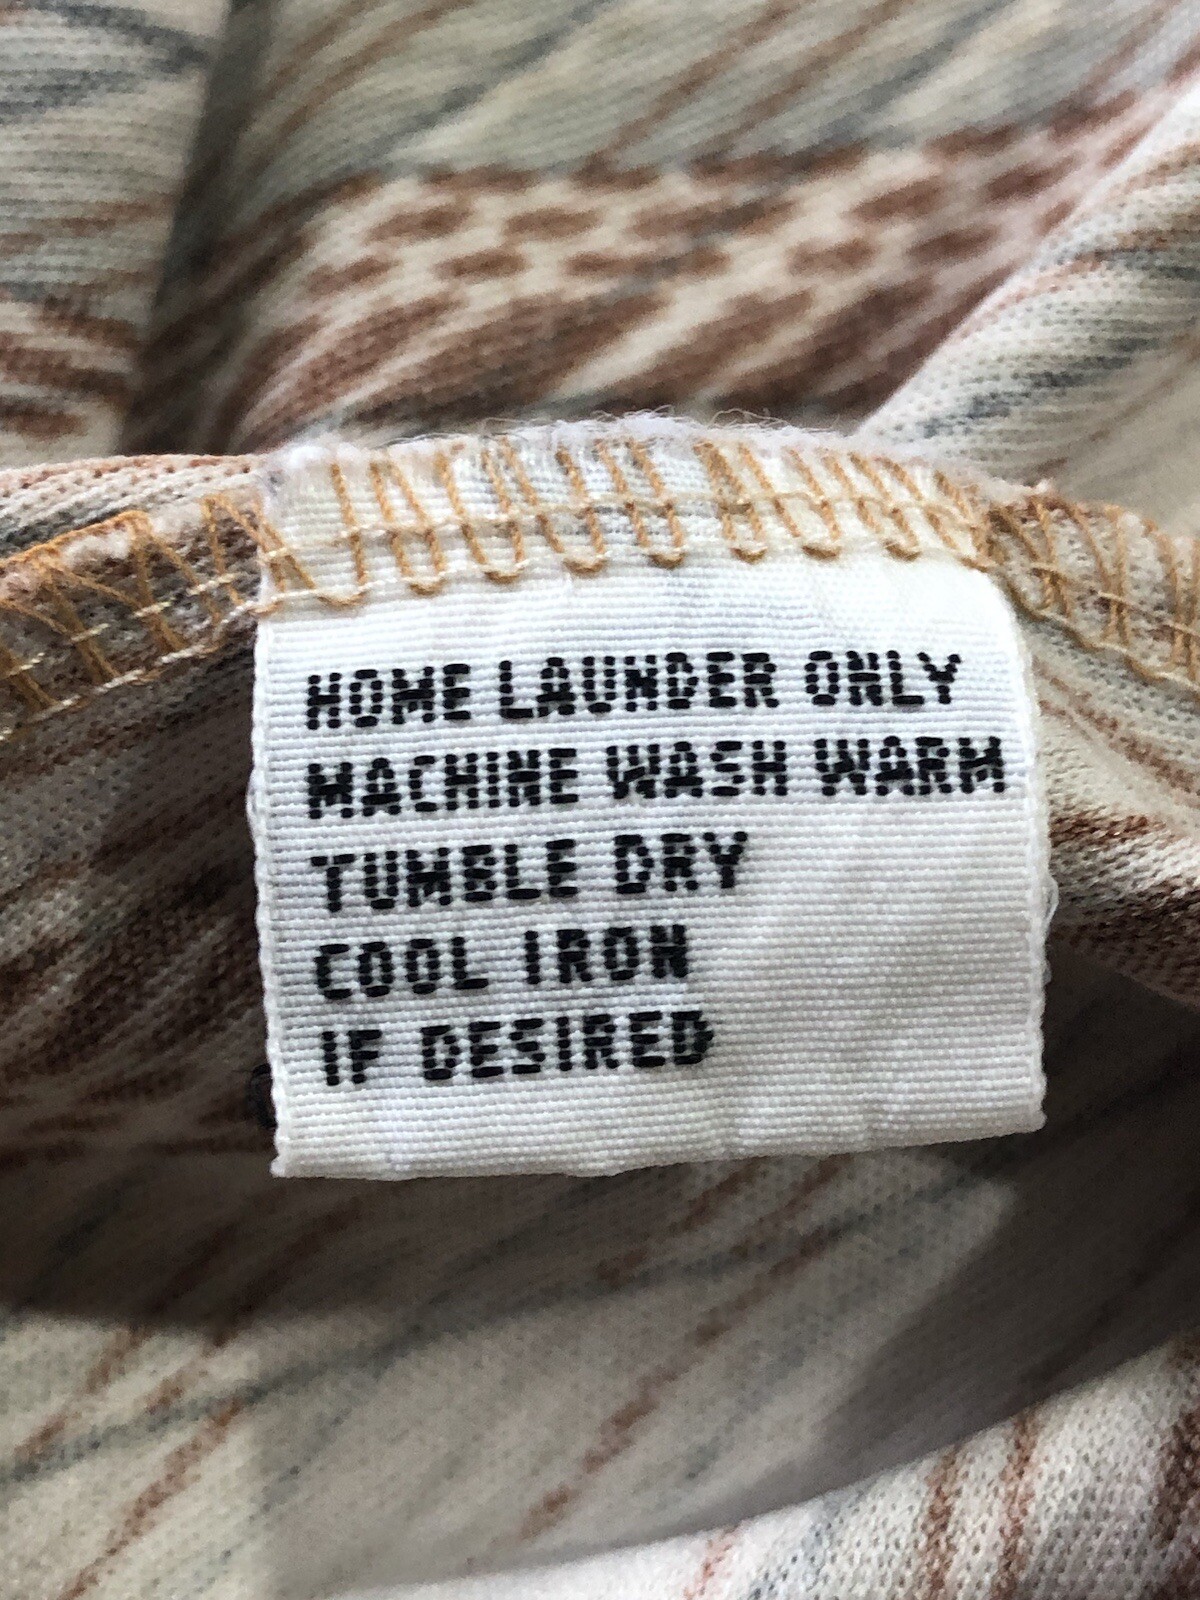 HOME LAUNDER ONLY
MACHINE WASH WARM
TUMBLE DRY
COOL IRON
IF DESIRED